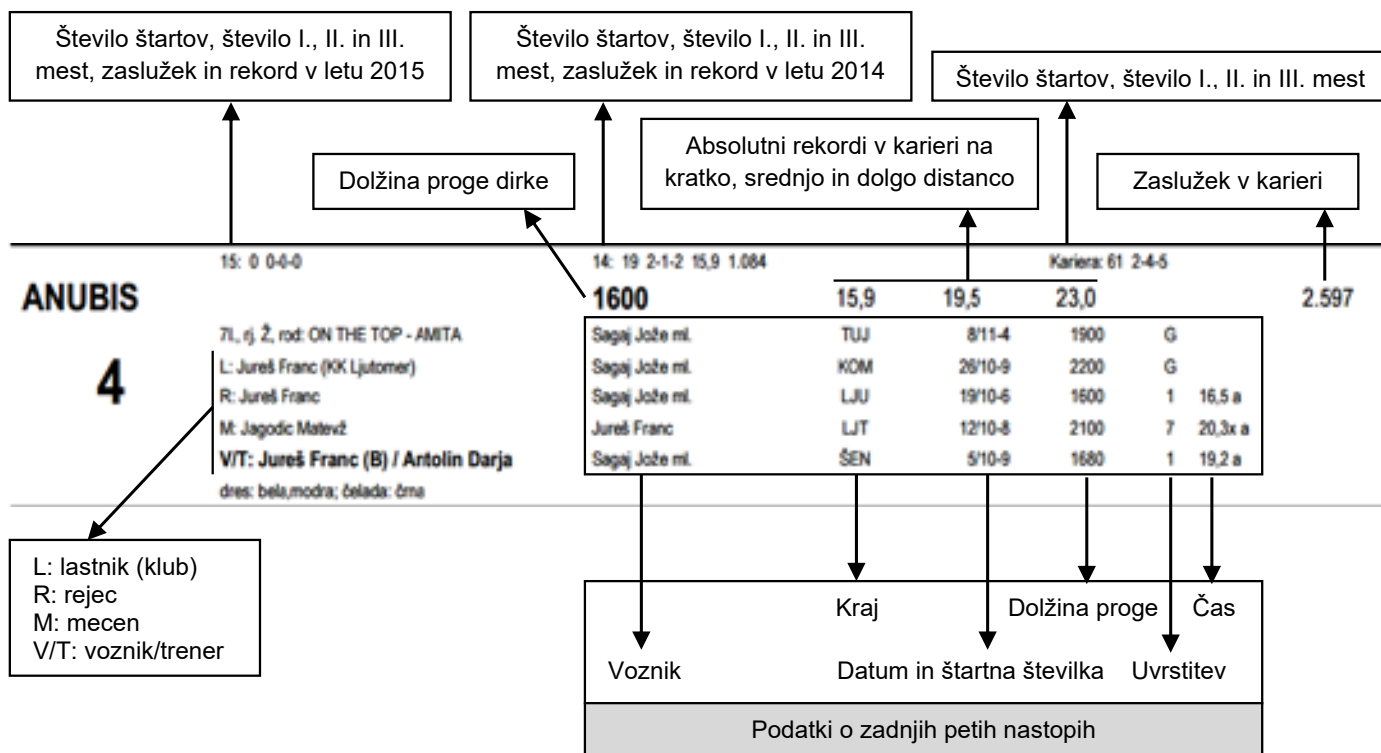 Število štartov, število I., II. in III.
mest, zaslužek in rekord v letu 2015
Število štartov, število I., II. in III.
mest, zaslužek in rekord v letu 2014
Število štartov, število I., II. in III. mest
Dolžina proge dirke
Absolutni rekordi v karieri na
kratko, srednjo in dolgo distanco
Zaslužek v karieri
15: 0 0-0-0 14: 19 2-1-2 15,9 1.084 Kariera: 61 2-4-5
ANUBIS 1600 15,9 19,5 23,0 2.597
7l., rj. Ž, rod: ON THE TOP - AMITA Sagaj Jože ml. TUJ 8/11-4 1900 G
4
L: Jureš Franc (KK Ljutomer) Sagaj Jože ml. KOM 26/10-9 2200 G
R: Jureš Franc Sagaj Jože ml. LJU 19/10-6 1600 1 16,5 a
M: Jagodic Matevž Jureš Franc LJT 12/10-8 2100 7 20,3x a
V/T: Jureš Franc (B) / Antolin Darja Sagaj Jože ml. ŠEN 5/10-9 1680 1 19,2 a
dres: bela,modra; čelada: črna
L: lastnik (klub)
R: rejec
M: mecen
V/T: voznik/trener
Kraj Dolžina proge Čas
Voznik Datum in štartna številka Uvrstitev
Podatki o zadnjih petih nastopih